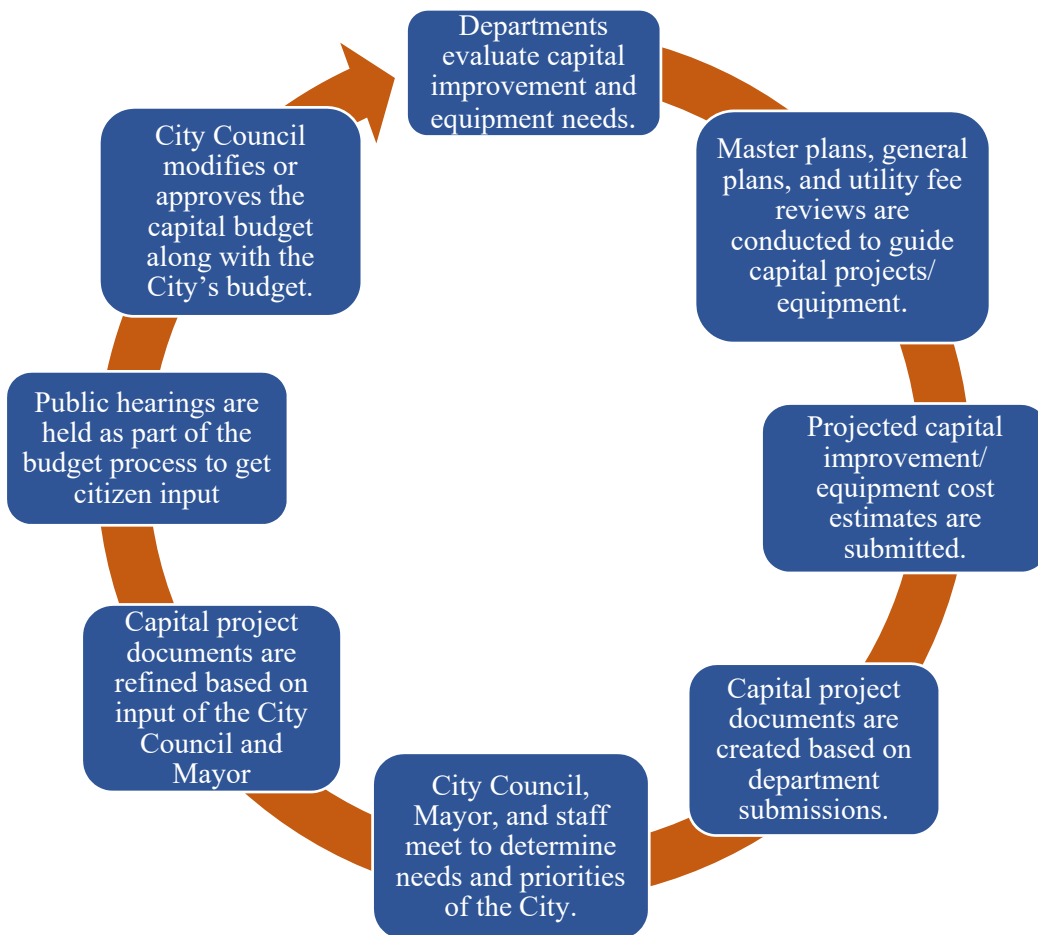 Departments
evaluate capital
improvement and
equipment needs.
Master plans, general
plans, and utility fee
reviews are
conducted to guide
capital projects/
equipment.
Projected capital
improvement/
equipment cost
estimates are
submitted.
Capital project
documents are
created based on
department
submissions.
City Council,
Mayor, and staff
meet to determine
needs and priorities
of the City.
Capital project
documents are
refined based on
input of the City
Council and
Mayor
Public hearings are
held as part of the
budget process to get
citizen input
City Council
modifies or
approves the
capital budget
along with the
City’s budget.